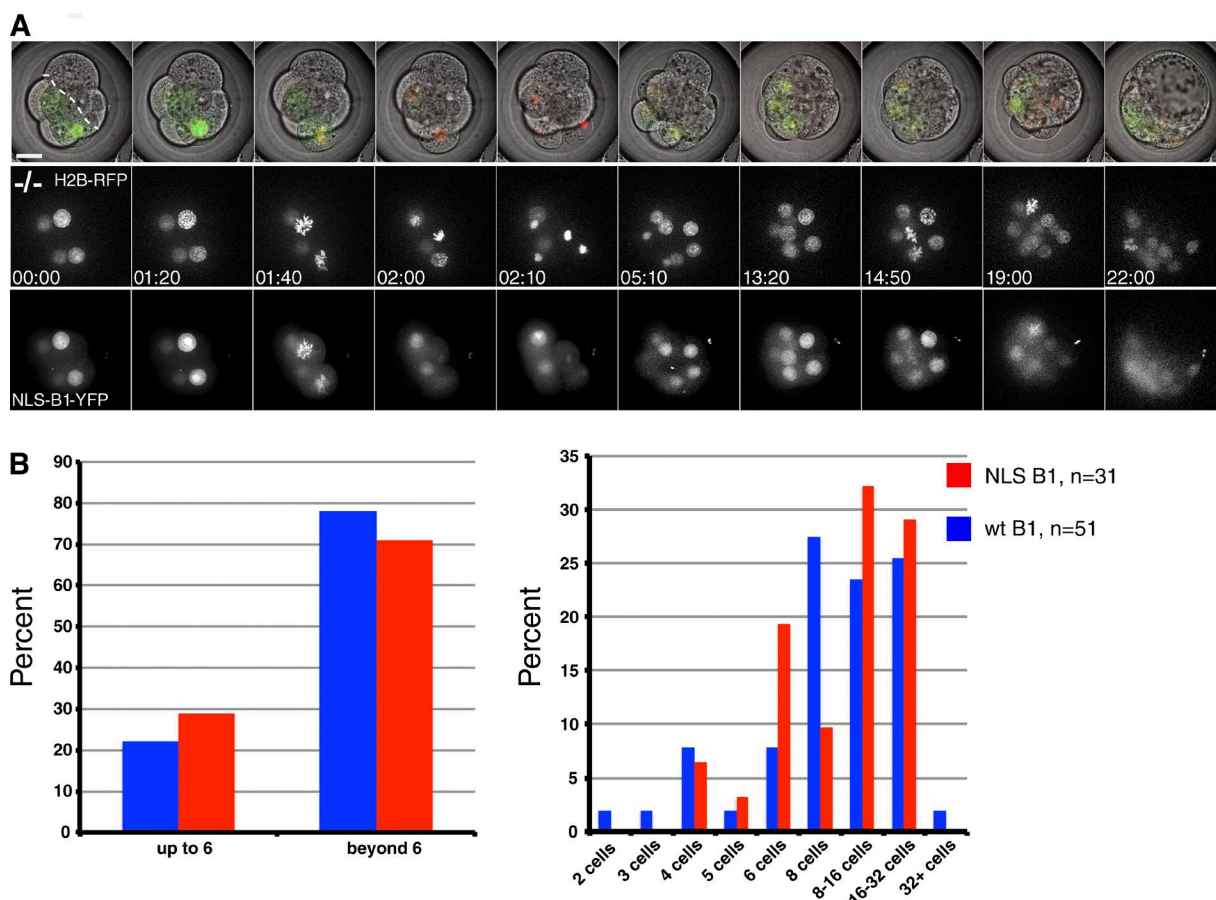 A
-/- H2B-RFP
00:00 01:20 01:40 02:00 02:10 05:10 13:20 14:50 19:00 22:00
NLS-B1-YFP
B
Percent
90
80
70
60
50
40
30
20
10
0
up to 6 beyond 6
Percent
35
30
25
20
15
10
5
0
2 cells 3 cells 4 cells 5 cells 6 cells 8 cells 8-16 cells 16-32 cells 32+ cells
NLS B1, n=31
wt B1, n=51